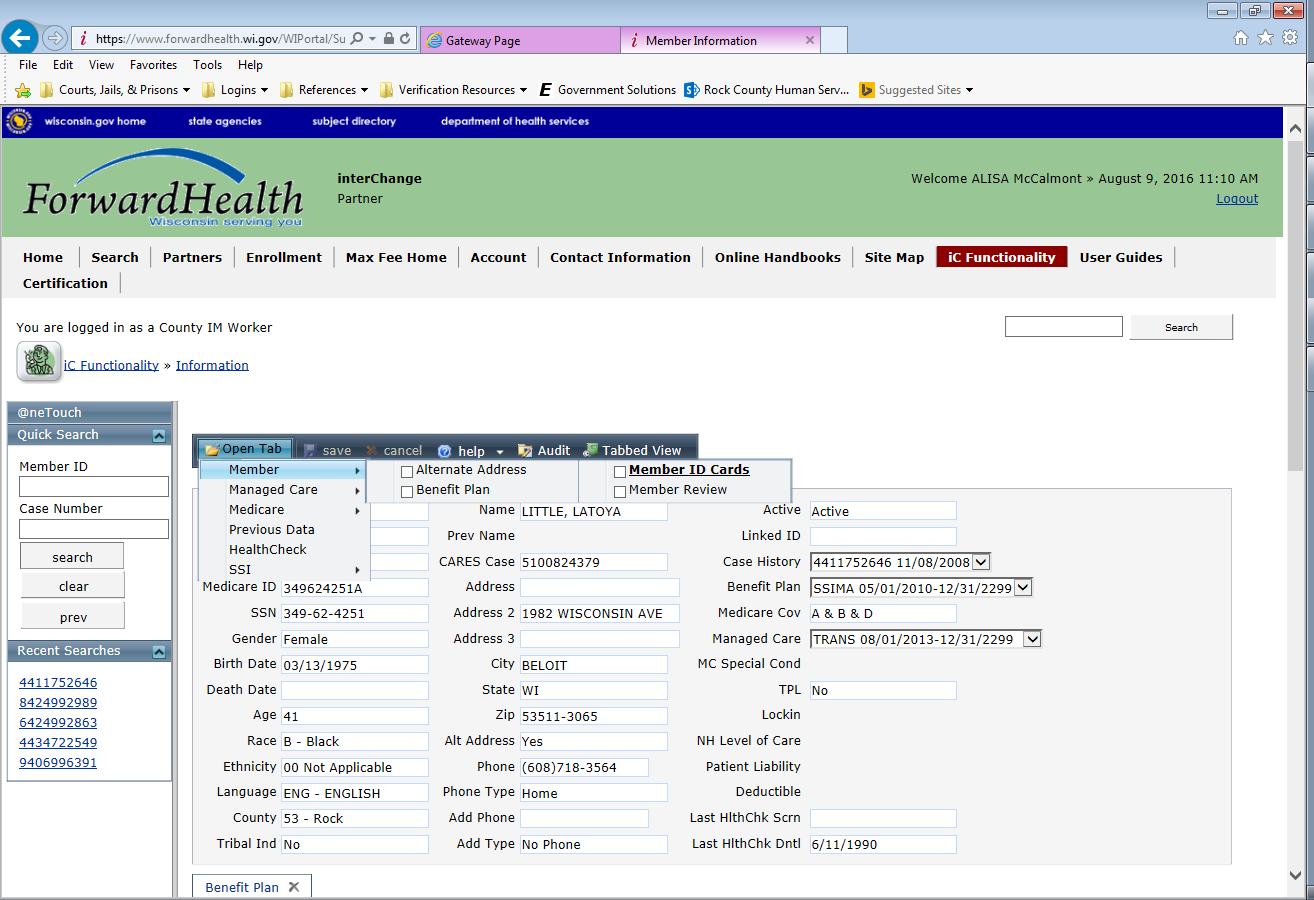 https://www.forwardhealth.wi.gov/WIPortal/Su
Gateway Page
Member Information
File Edit View Favorites Tools Help
Courts, Jails, & Prisons Logins References Verification Resources Government Solutions Rock County Human Serv... Suggested Sites
wisconsin.gov home state agencies subject directory department of health services
ForwardHealth
Wisconsin serving you
interChange
Partner
Welcome ALISA McCalmont » August 9, 2016 11:10 AM
Logout
Home Search Partners Enrollment Max Fee Home Account Contact Information Online Handbooks Site Map iC Functionality User Guides
Certification
You are logged in as a County IM Worker
Search
iC Functionality » Information
@neTouch
Quick Search
Member ID
Case Number
search
clear
prev
Recent Searches
4411752646
8424992989
6424992863
4434722549
9406996391
Open Tab save cancel help Audit Tabbed View
Member Alternate Address Member ID Cards
Managed Care Benefit Plan Member Review
Medicare
Previous Data
HealthCheck
SSI
Name LITTLE, LATOYA Active Active
Prev Name Linked ID
CARES Case 5100824379 Case History 4411752646 11/08/2008
Medicare ID 349624251A Address Benefit Plan SSIMA 05/01/2010-12/31/2299
SSN 349-62-4251 Address 2 1982 WISCONSIN AVE Medicare Cov A & B & D
Gender Female Address 3 Managed Care TRANS 08/01/2013-12/31/2299
Birth Date 03/13/1975 City BELOIT MC Special Cond
Death Date State WI TPL No
Age 41 Zip 53511-3065 Lockin
Race B - Black Alt Address Yes NH Level of Care
Ethnicity 00 Not Applicable Phone (608)718-3564 Patient Liability
Language ENG - ENGLISH Phone Type Home Deductible
County 53 - Rock Add Phone Last HlthChk Scrn
Tribal Ind No Add Type No Phone Last HlthChk Dntl 6/11/1990
Benefit Plan